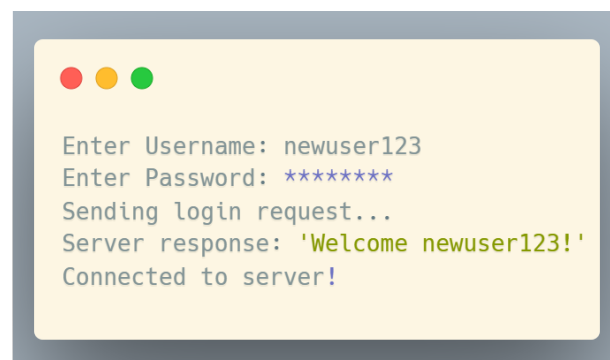 Enter Username: newuser123
Enter Password: ********
Sending login request...
Server response: 'Welcome newuser123!'
Connected to server!